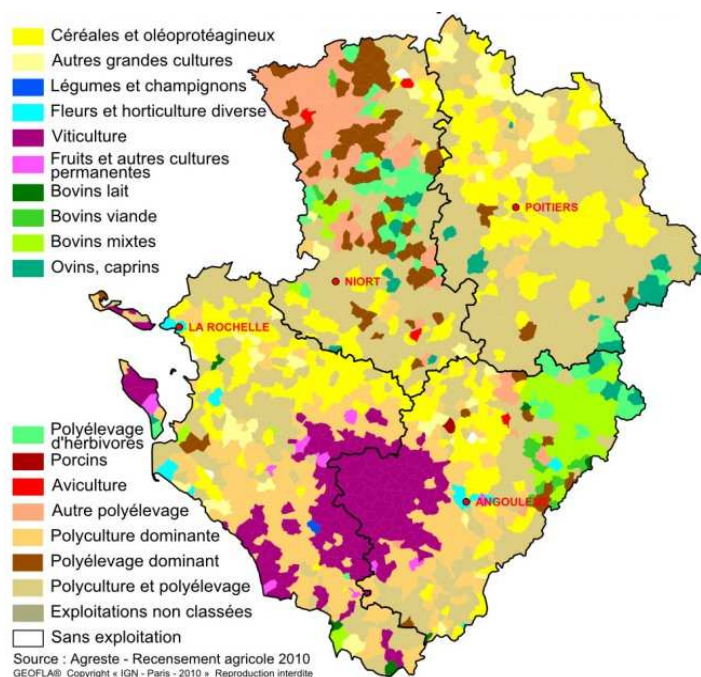 Céréales et oléoprotéagineux
Autres grandes cultures
Légumes et champignons
Fleurs et horticulture diverse
Viticulture
Fruits et autres cultures
permanentes
Bovins lait
Bovins viande
Bovins mixtes
Ovins, caprins
POITIERS
NIORT
LA ROCHELLE
ANGOULEME
Polyélevage
d'herbivores
Porcins
Aviculture
Autre polyélevage
Polyculture dominante
Polyélevage dominant
Polyculture et polyélevage
Exploitations non classées
Sans exploitation
Source : Agreste - Recensement agricole 2010
GEOFLA® Copyright « IGN - Paris - 2010 » Reproduction interdite